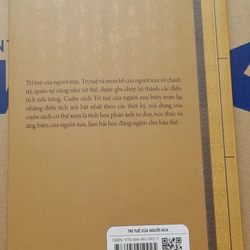 Trí tuệ của người xưa: Trí tuệ và mưu kế của người xưa về chính
trị, quân sự cũng như xử thế, được ghi chép lại thành các điển
tích nổi tiếng. Cuốn sách Trí tuệ của người xưa biên soạn lại
những điển tích nổi bật nhất theo các thời kỳ, nội dung của
cuốn sách có thể xem là tinh hoa phản ánh tư duy, học thức và
ứng biến của người xưa, làm bài học đáng ngẫm cho hậu thế.
TRÍ TUỆ CỦA NGƯỜI XƯA